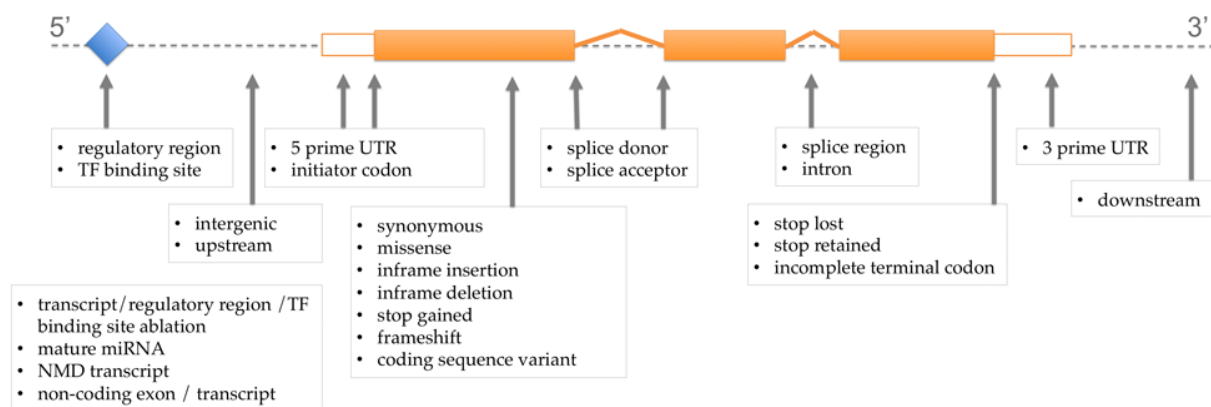 5’
3’
• regulatory region
• TF binding site
• 5 prime UTR
• initiator codon
• splice donor
• splice acceptor
• splice region
• intron
• 3 prime UTR
• intergenic
• upstream
• synonymous
• missense
• inframe insertion
• inframe deletion
• stop gained
• frameshift
• coding sequence variant
• stop lost
• stop retained
• incomplete terminal codon
• downstream
• transcript/regulatory region /TF
binding site ablation
• mature miRNA
• NMD transcript
• non-coding exon / transcript